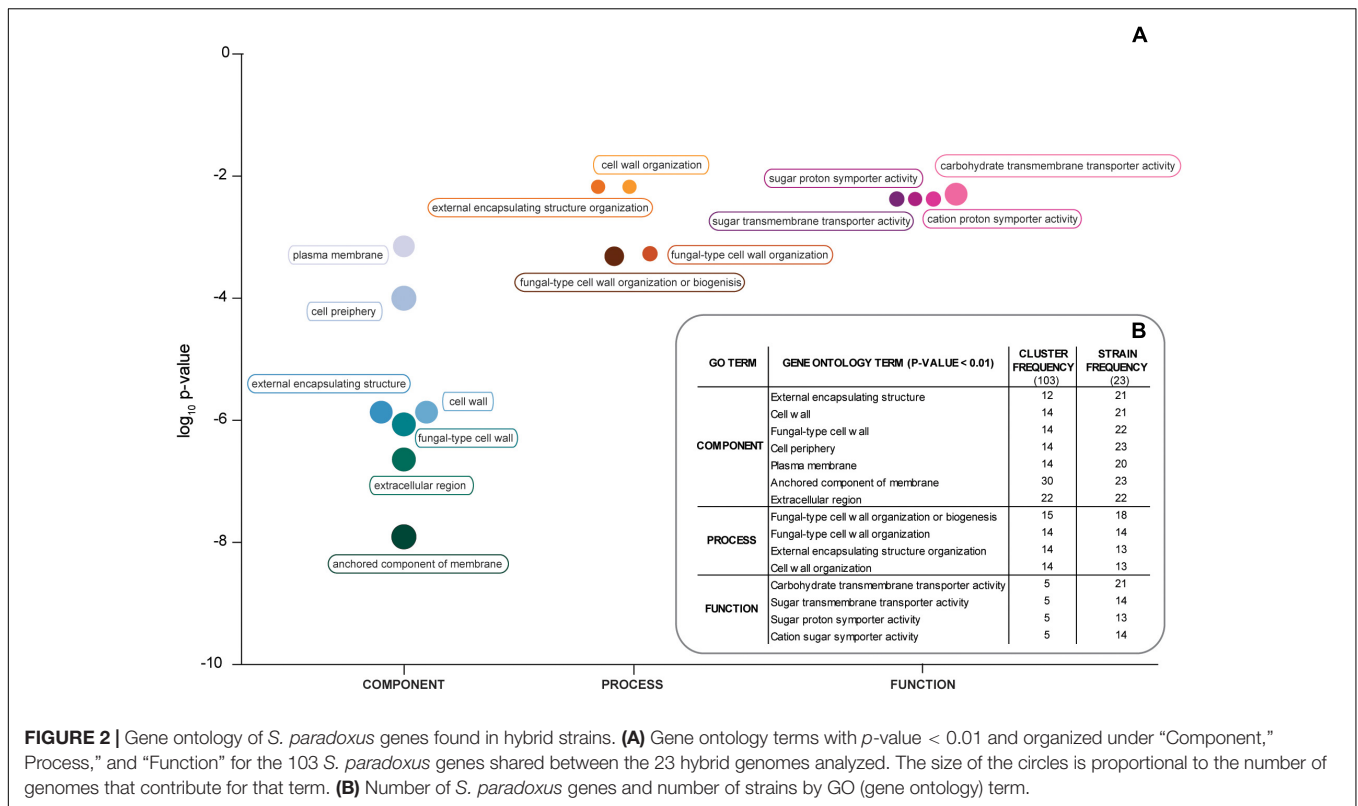 A
0
-2
-4
-6
-8
-10
log10 p-value
cell wall organization
external encapsulating structure organization
sugar proton symporter activity
carbohydrate transmembrane transporter activity
sugar transmembrane transporter activity
cation proton symporter activity
plasma membrane
fungal-type cell wall organization
fungal-type cell wall organization or biogenisis
cell preiphery
external encapsulating structure
cell wall
fungal-type cell wall
extracellular region
anchored component of membrane
COMPONENT PROCESS FUNCTION
B
GO TERM GENE ONTOLOGY TERM (P-VALUE < 0.01) CLUSTER FREQUENCY (103) STRAIN FREQUENCY (23)
COMPONENT
External encapsulating structure 12 21
Cell wall 14 21
Fungal-type cell wall 14 22
Cell periphery 14 23
Plasma membrane 14 20
Anchored component of membrane 30 23
Extracellular region 22 22
PROCESS
Fungal-type cell wall organization or biogenesis 15 18
Fungal-type cell wall organization 14 14
External encapsulating structure organization 14 13
Cell wall organization 14 13
FUNCTION
Carbohydrate transmembrane transporter activity 5 21
Sugar transmembrane transporter activity 5 14
Sugar proton symporter activity 5 13
Cation sugar symporter activity 5 14
FIGURE 2 | Gene ontology of S. paradoxus genes found in hybrid strains. (A) Gene ontology terms with p-value < 0.01 and organized under “Component,”
Process,” and “Function” for the 103 S. paradoxus genes shared between the 23 hybrid genomes analyzed. The size of the circles is proportional to the number of
genomes that contribute for that term. (B) Number of S. paradoxus genes and number of strains by GO (gene ontology) term.